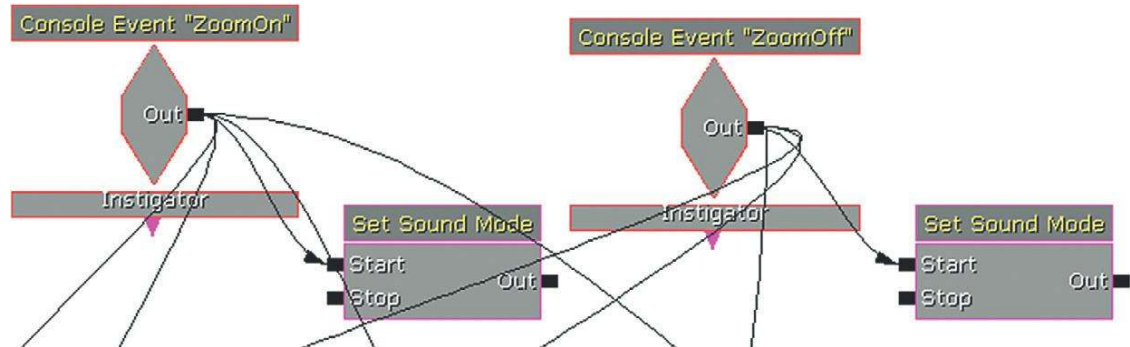 Console Event "ZoomOn"
Out
Instigator
Set Sound Mode
Start
Stop
Out
Console Event "ZoomOff"
Out
Instigator
Set Sound Mode
Start
Stop
Out